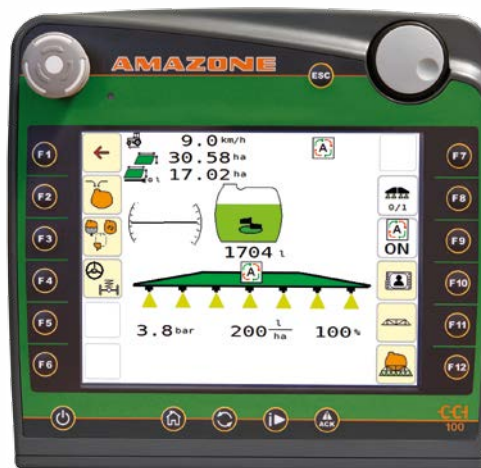 AMAZONE
ESC
F1
F2
F3
F4
F5
F6
F7
F8
F9
F10
F11
F12
9.0 km/h
30.58 ha
17.02 ha
A
0/1
A
ON
1704 l
A
3.8 bar
200 l/ha
100 %
ACK
CCI
100